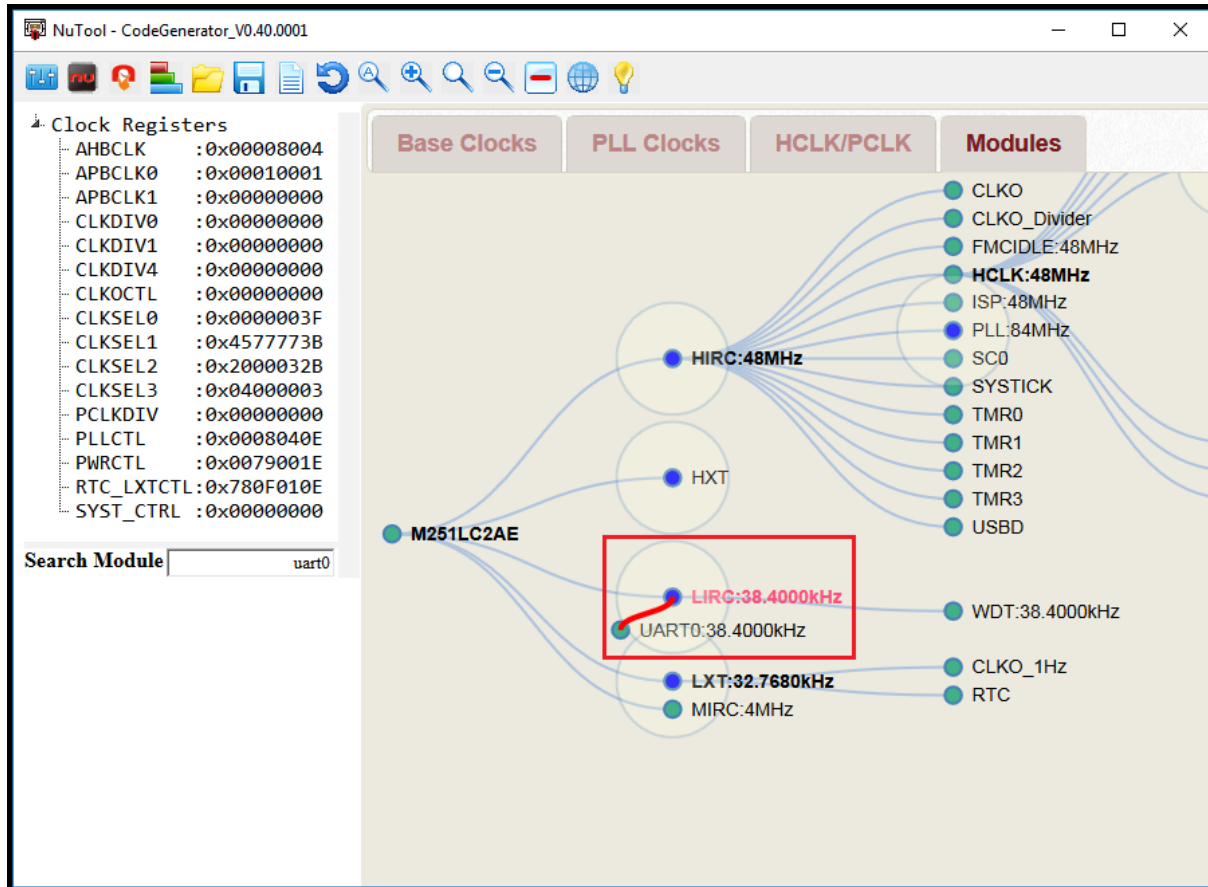 NuTool - CodeGenerator_V0.40.0001
Clock Registers
AHBCLK :0x00008004
APBCLK0 :0x00010001
APBCLK1 :0x00000000
CLKDIV0 :0x00000000
CLKDIV1 :0x00000000
CLKDIV4 :0x00000000
CLKOCTL :0x00000000
CLKSEL0 :0x0000003F
CLKSEL1 :0x4577773B
CLKSEL2 :0x2000032B
CLKSEL3 :0x04000003
PCLKDIV :0x00000000
PLLCTL :0x0008040E
PWRCTL :0x0079001E
RTC_LXTCTL:0x780F010E
SYST_CTRL :0x00000000
Search Module uart0
Base Clocks PLL Clocks HCLK/PCLK Modules
M251LC2AE
HIRC:48MHz
HXT
LIRC:38.4000kHz
UART0:38.4000kHz
LXT:32.7680kHz
MIRC:4MHz
CLKO
CLKO_Divider
FMCIDLE:48MHz
HCLK:48MHz
ISP:48MHz
PLL:84MHz
SC0
SYSTICK
TMR0
TMR1
TMR2
TMR3
USBD
WDT:38.4000kHz
CLKO_1Hz
RTC